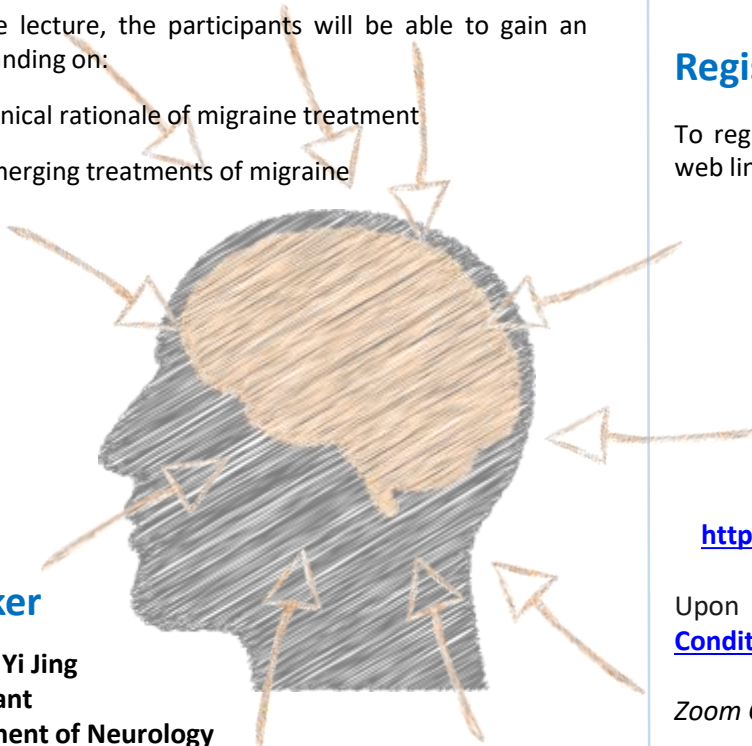 e lecture, the participants will be able to gain an
nding on:
nical rationale of migraine treatment
merging treatments of migraine
ker
Yi Jing
ant
ment of Neurology
Regis
To reg
web lin
http
Upon
Condit
Zoom